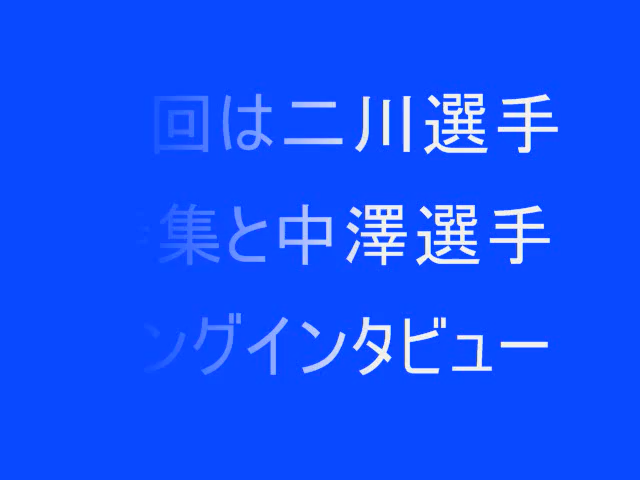 回は二川選手
集と中澤選手
ングインタビュー